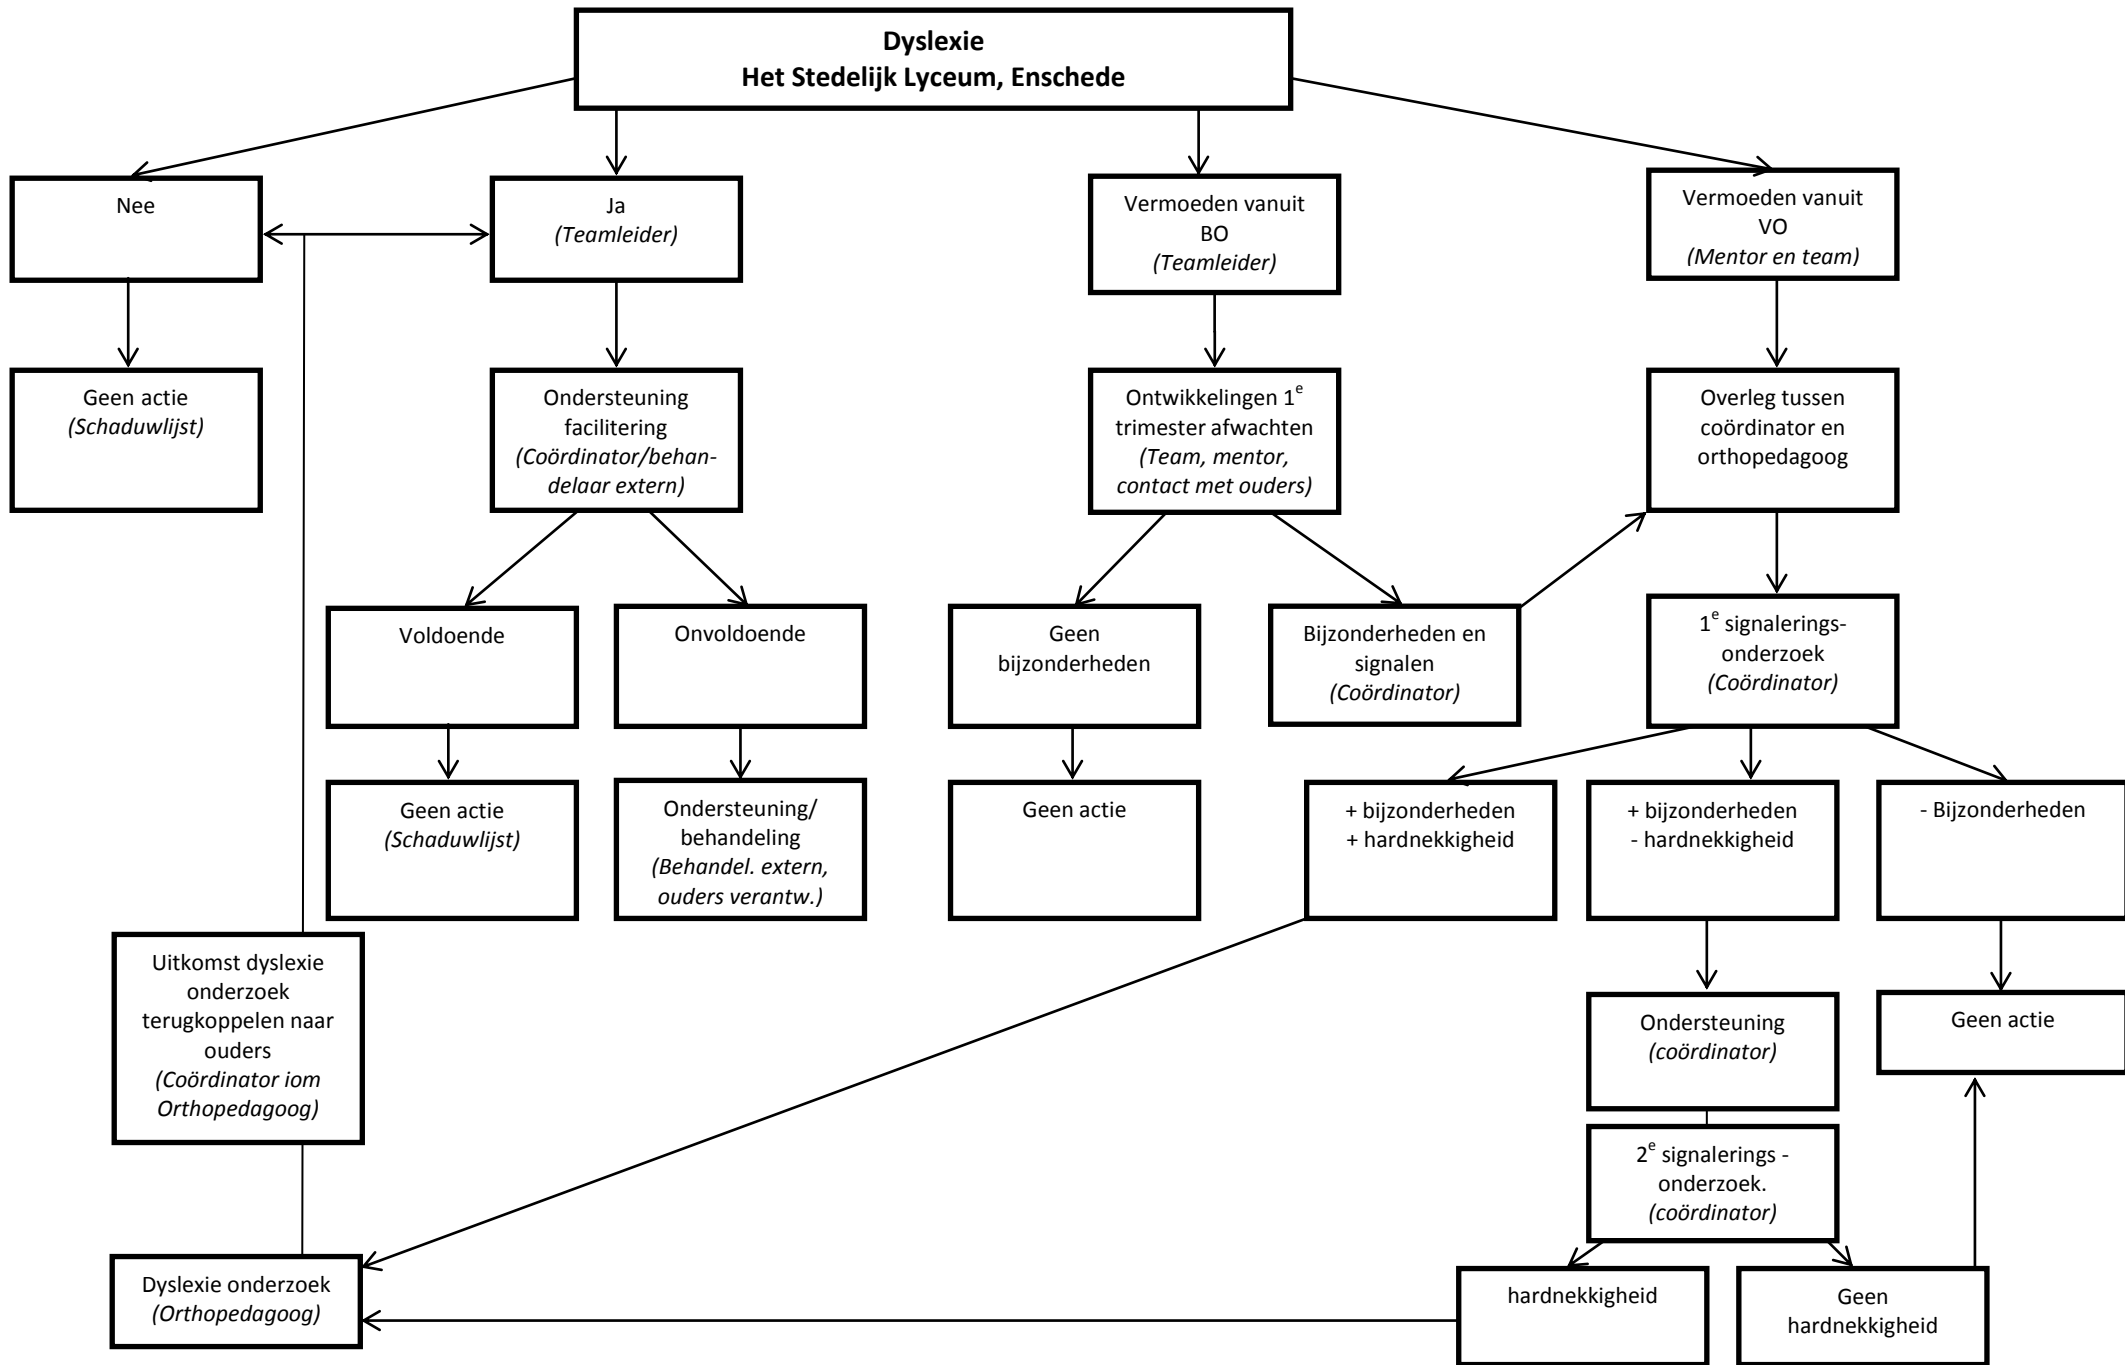 Dyslexie
Het Stedelijk Lyceum, Enschede
Nee
Ja
(Teamleider)
Vermoeden vanuit
BO
(Teamleider)
Vermoeden vanuit
VO
(Mentor en team)
Geen actie
(Schaduwlijst)
Ondersteuning
facilitering
(Coördinator/behan-
delaar extern)
Ontwikkelingen 1e
trimester afwachten
(Team, mentor,
contact met ouders)
Overleg tussen
coördinator en
orthopedagoog
Voldoende
Onvoldoende
Geen
bijzonderheden
Bijzonderheden en
signalen
(Coördinator)
1e signalerings-
onderzoek
(Coördinator)
Geen actie
(Schaduwlijst)
Ondersteuning/
behandeling
(Behandel. extern,
ouders verantw.)
Geen actie
+ bijzonderheden
+ hardnekkigheid
+ bijzonderheden
- hardnekkigheid
- Bijzonderheden
Uitkomst dyslexie
onderzoek
terugkoppelen naar
ouders
(Coördinator iom
Orthopedagoog)
Ondersteuning
(coördinator)
Geen actie
2e signalerings -
onderzoek.
(coördinator)
Dyslexie onderzoek
(Orthopedagoog)
hardnekkigheid
Geen
hardnekkigheid